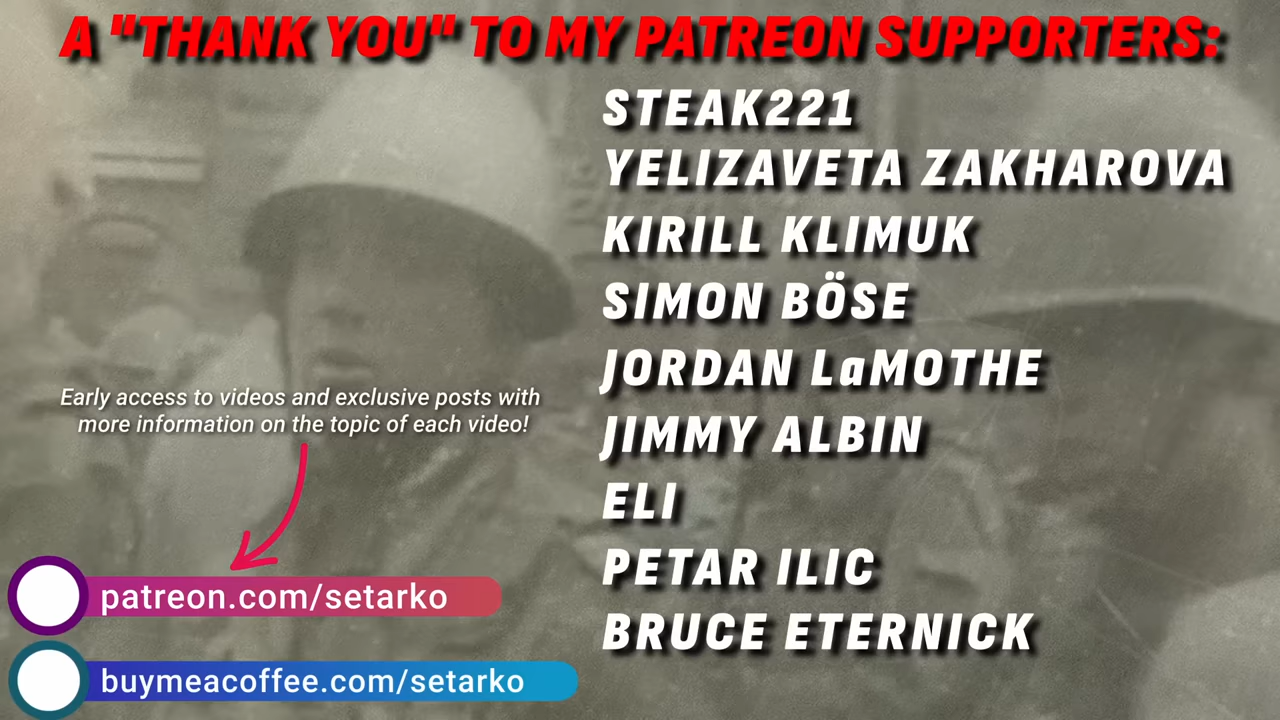 A "THANK YOU" TO MY PATREON SUPPORTERS:
STEAK221
YELIZAVETA ZAKHAROVA
KIRILL KLIMUK
SIMON BÖSE
JORDAN LaMOTHE
JIMMY ALBIN
ELI
PETAR ILIC
BRUCE ETERNICK
Early access to videos and exclusive posts with
more information on the topic of each video!
patreon.com/setarko
buymeacoffee.com/setarko